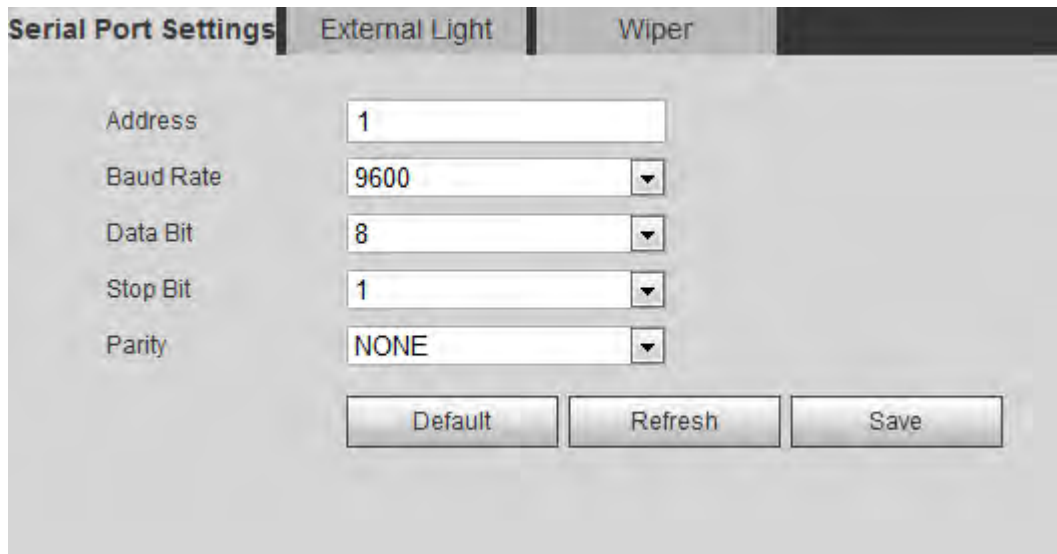 Serial Port Settings External Light Wiper
Address 1
Baud Rate 9600
Data Bit 8
Stop Bit 1
Parity NONE
Default Refresh Save